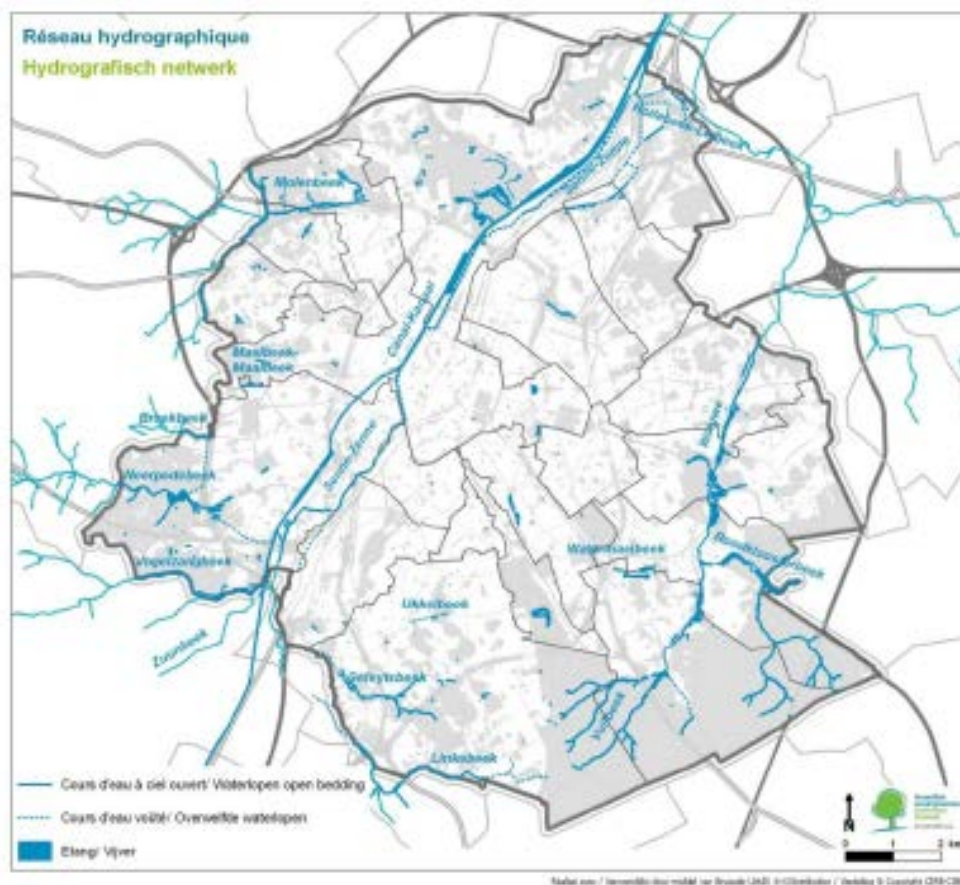 Réseau hydrographique
Hydrografisch netwerk
Molenbeek
Canal-Kanaal
Maelbeek-
Maalbeek
Broekbeek
Neerpedebeek
Senne-Zenne
Vogelzangbeek
Zuunbeek
Woluwe
Watermaelbeek
Roodkloosterbeek
Ukkelbeek
Geleytsbeek
Linkebeek
Cours d'eau à ciel ouvert/ Waterlopen open bedding
Cours d'eau voûté/ Overwelfde waterlopen
Etang/ Vijver
N
0 1 2 km